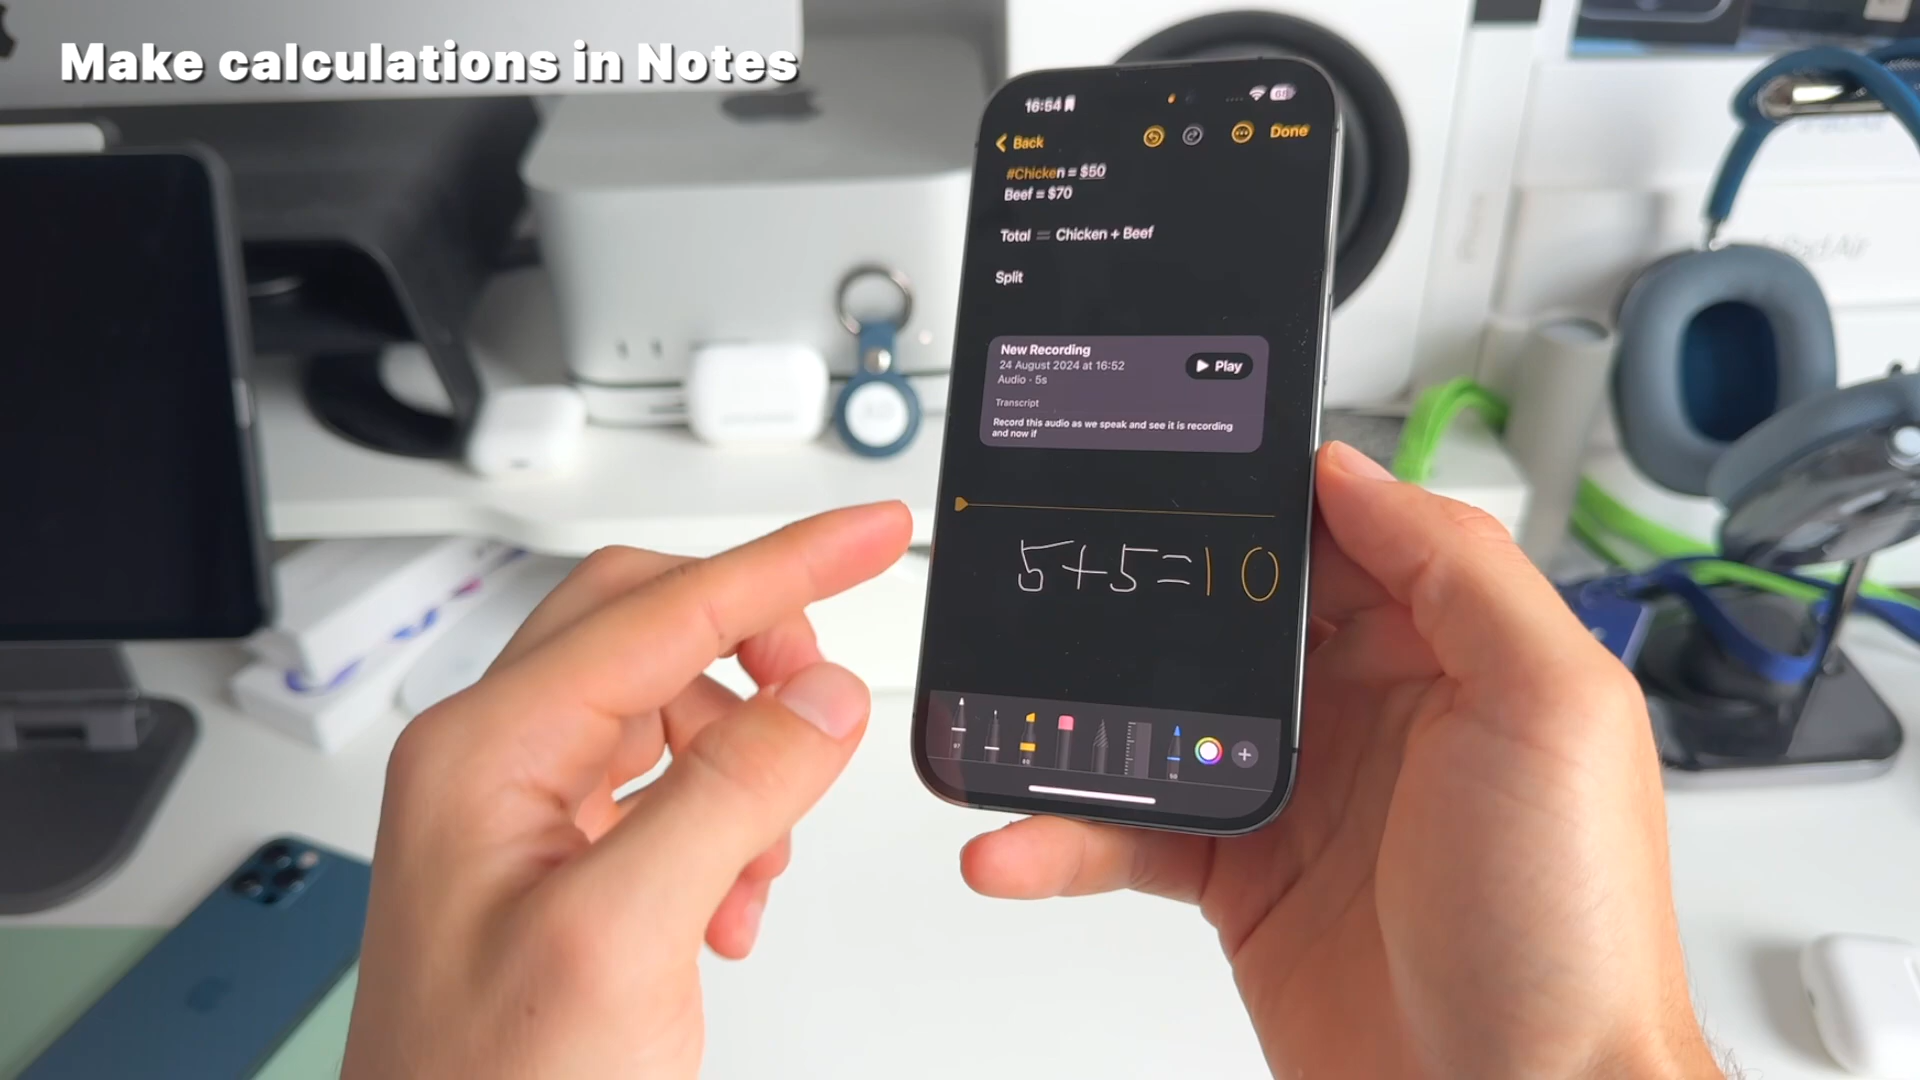 Make calculations in Notes
16:54
Back
Done
#Chicken = $50
Beef = $70
Total = Chicken + Beef
Split
New Recording
24 August 2024 at 16:52
Audio · 5s
Play
Transcript
Record this audio as we speak and see it is recording
and now if
5+5=10